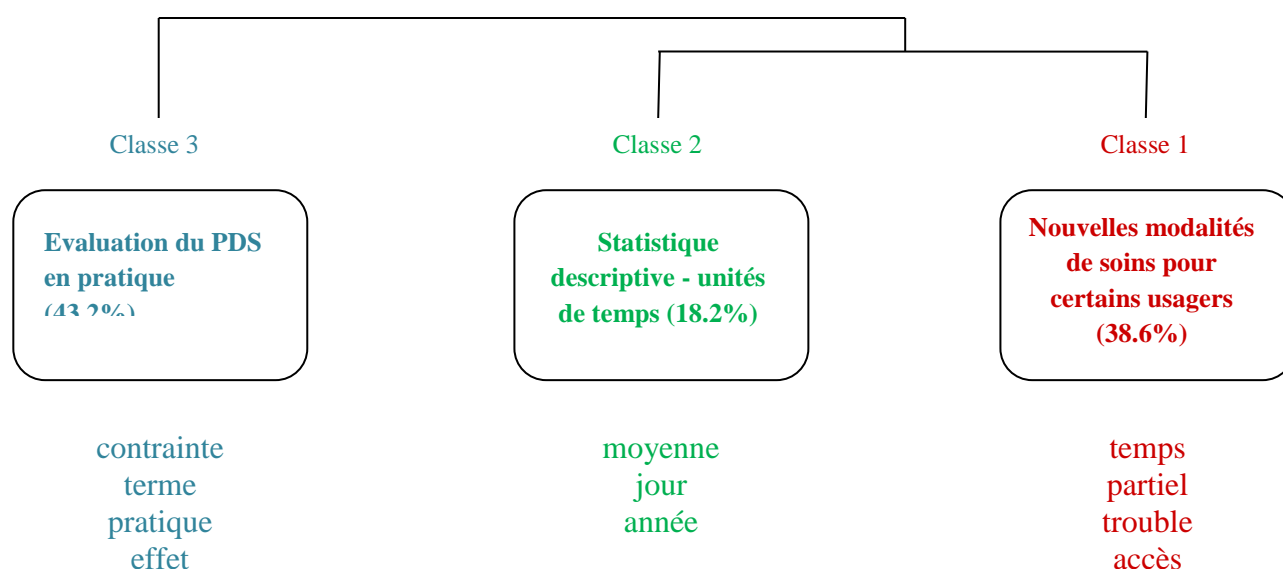 Classe 3
Classe 2
Classe 1
Evaluation du PDS
en pratique
(43.2%)
Statistique
descriptive - unités
de temps (18.2%)
Nouvelles modalités
de soins pour
certains usagers
(38.6%)
contrainte
terme
pratique
effet
moyenne
jour
année
temps
partiel
trouble
accès